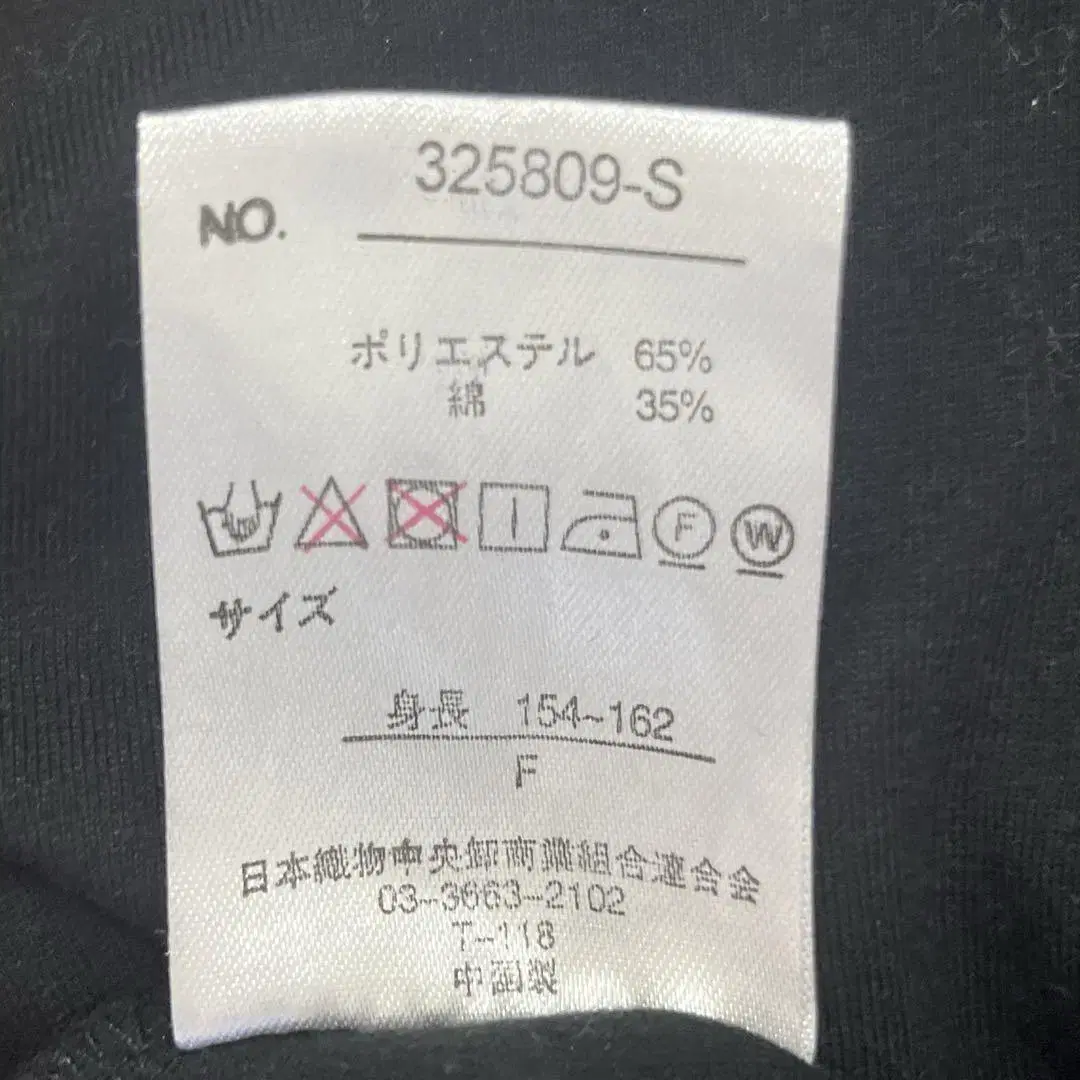 325809-S
NO.
ポリエステル 65%
綿 35%
F W
サイズ
身長 154~162
F
日本織物中央卸商業組合連合会
03-3663-2102
T-118
中国製